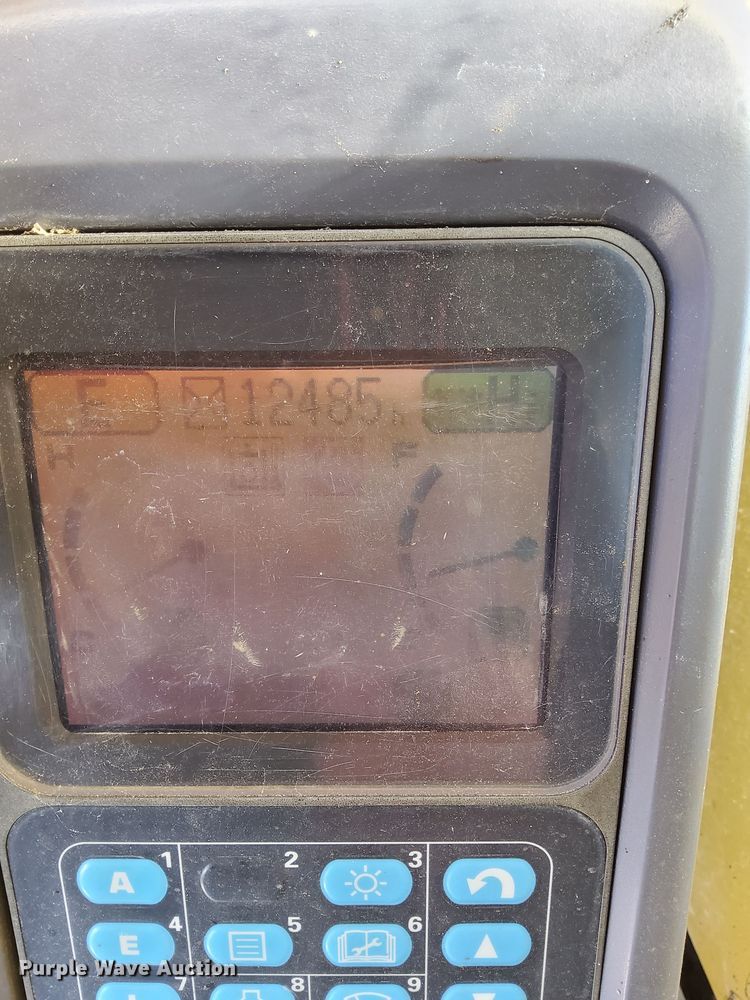 E 12485h H
H F
1 2 3
A
4 5 6
E
7 8 9
Purple Wave Auction